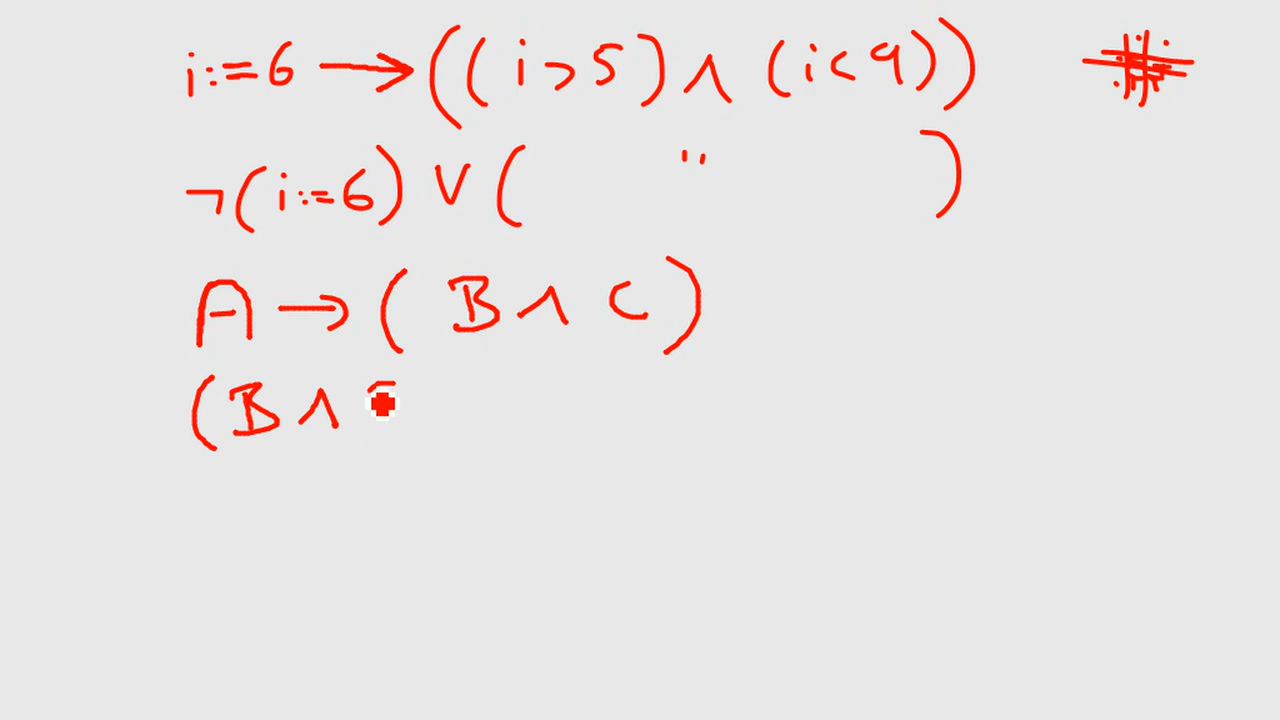 i:=6 → ((i>5) ∧ (i<9))
¬(i:=6) ∨ ( " )
A → (B ∧ C)
(B ∧